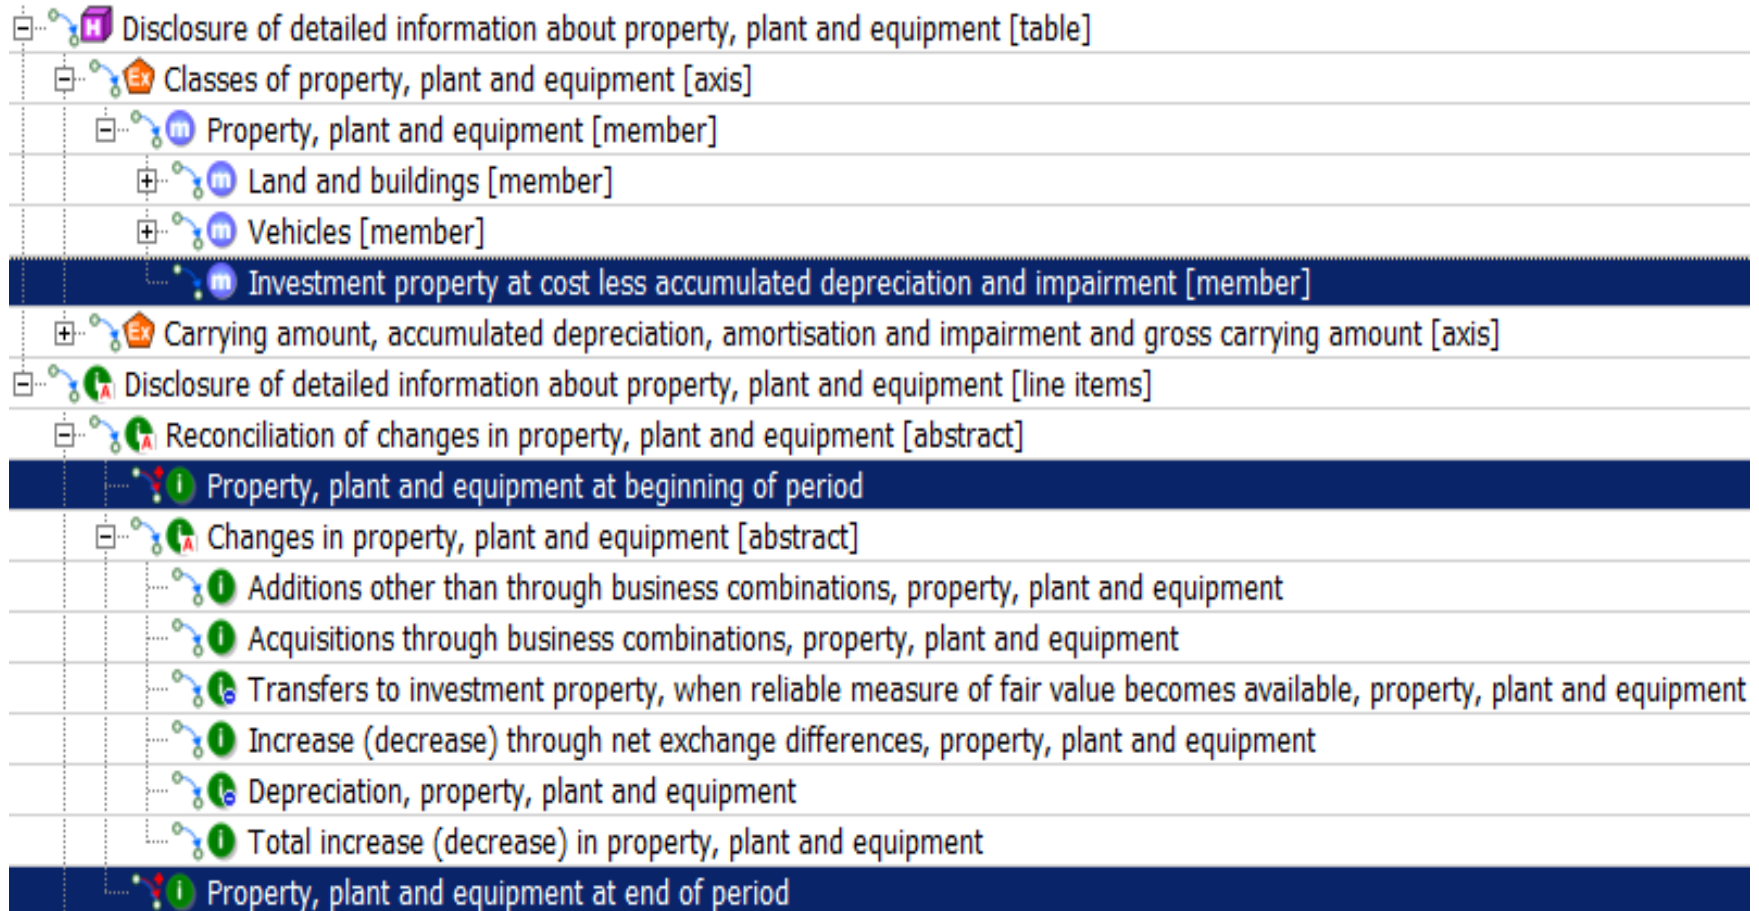 Disclosure of detailed information about property, plant and equipment [table]
Classes of property, plant and equipment [axis]
Property, plant and equipment [member]
Land and buildings [member]
Vehicles [member]
Investment property at cost less accumulated depreciation and impairment [member]
Carrying amount, accumulated depreciation, amortisation and impairment and gross carrying amount [axis]
Disclosure of detailed information about property, plant and equipment [line items]
Reconciliation of changes in property, plant and equipment [abstract]
Property, plant and equipment at beginning of period
Changes in property, plant and equipment [abstract]
Additions other than through business combinations, property, plant and equipment
Acquisitions through business combinations, property, plant and equipment
Transfers to investment property, when reliable measure of fair value becomes available, property, plant and equipment
Increase (decrease) through net exchange differences, property, plant and equipment
Depreciation, property, plant and equipment
Total increase (decrease) in property, plant and equipment
Property, plant and equipment at end of period